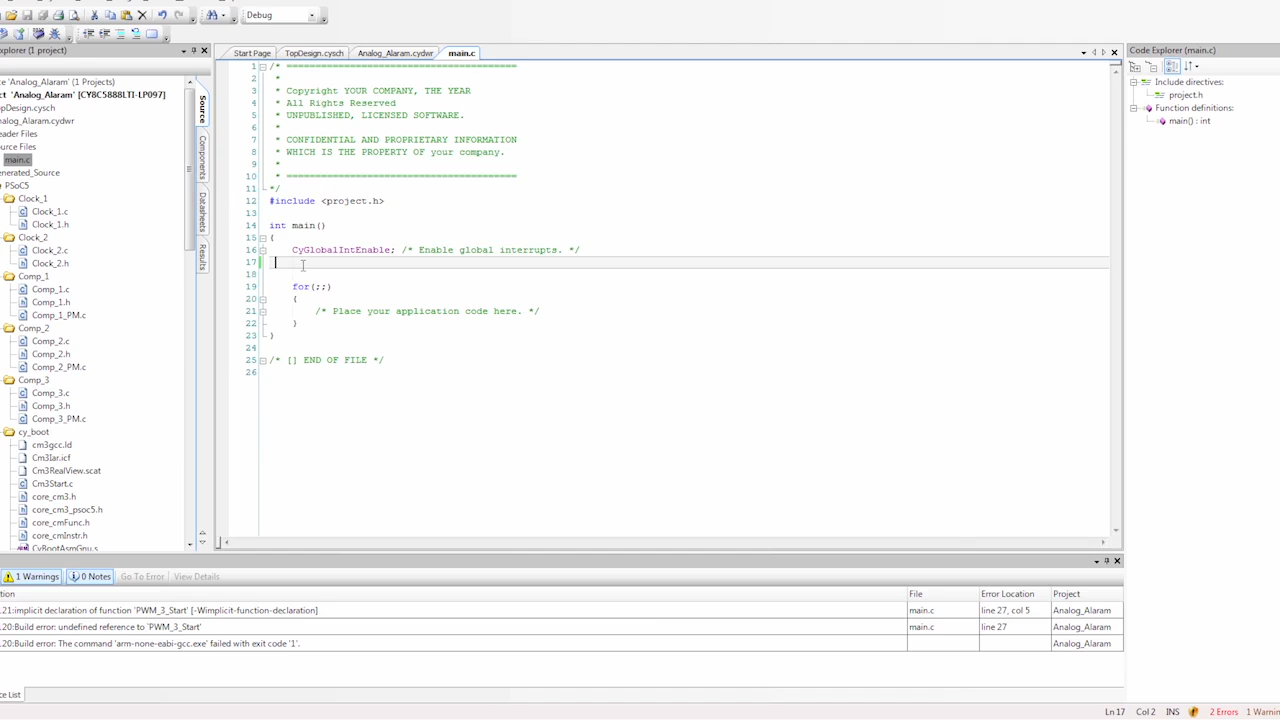 Debug
xplorer (1 project)
Start Page TopDesign.cysch Analog_Alaram.cydwr main.c
Code Explorer (main.c)
ce 'Analog_Alaram' (1 Projects)
ct 'Analog_Alaram' [CY8C5888LTI-LP097]
opDesign.cysch
nalog_Alaram.cydwr
eader Files
ource Files
main.c
enerated_Source
PSoC5
Clock_1
Clock_1.c
Clock_1.h
Clock_2
Clock_2.c
Clock_2.h
Comp_1
Comp_1.c
Comp_1.h
Comp_1_PM.c
Comp_2
Comp_2.c
Comp_2.h
Comp_2_PM.c
Comp_3
Comp_3.c
Comp_3.h
Comp_3_PM.c
cy_boot
cm3gcc.ld
Cm3Iar.icf
Cm3RealView.scat
Cm3Start.c
core_cm3.h
core_cm3_psoc5.h
core_cmFunc.h
core_cmInstr.h
CyBootAsmGnu.s
Source
Components
Datasheets
Results
1 /* ========================================
2 *
3 * Copyright YOUR COMPANY, THE YEAR
4 * All Rights Reserved
5 * UNPUBLISHED, LICENSED SOFTWARE.
6 *
7 * CONFIDENTIAL AND PROPRIETARY INFORMATION
8 * WHICH IS THE PROPERTY OF your company.
9 *
10 * ========================================
11 */
12 #include <project.h>
13
14 int main()
15 {
16 CyGlobalIntEnable; /* Enable global interrupts. */
17
18
19 for(;;)
20 {
21 /* Place your application code here. */
22 }
23 }
24
25 /* [] END OF FILE */
26
Include directives:
project.h
Function definitions:
main() : int
1 Warnings 0 Notes Go To Error View Details
tion File Error Location Project
.21:implicit declaration of function 'PWM_3_Start' [-Wimplicit-function-declaration] main.c line 27, col 5 Analog_Alaram
.20:Build error: undefined reference to 'PWM_3_Start' main.c line 27 Analog_Alaram
.20:Build error: The command 'arm-none-eabi-gcc.exe' failed with exit code '1'. Analog_Alaram
ce List
Ln 17 Col 2 INS 2 Errors 1 Warnings